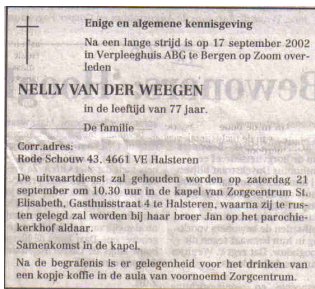 Enige en algemene kennisgeving
Na een lange strijd is op 17 september 2002
in Verpleeghuis ABG te Bergen op Zoom over-
leden
NELLY VAN DER WEEGEN
in de leeftijd van 77 jaar.
De familie
Corr.adres:
Rode Schouw 43, 4661 VE Halsteren
De uitvaartdienst zal gehouden worden op zaterdag 21
september om 10.30 uur in de kapel van Zorgcentrum St.
Elisabeth, Gasthuisstraat 4 te Halsteren, waarna zij te rus-
ten gelegd zal worden bij haar broer Jan op het parochie-
kerkhof aldaar.
Samenkomst in de kapel.
Na de begrafenis is er gelegenheid voor het drinken van
een kopje koffie in de aula van voornoemd Zorgcentrum.